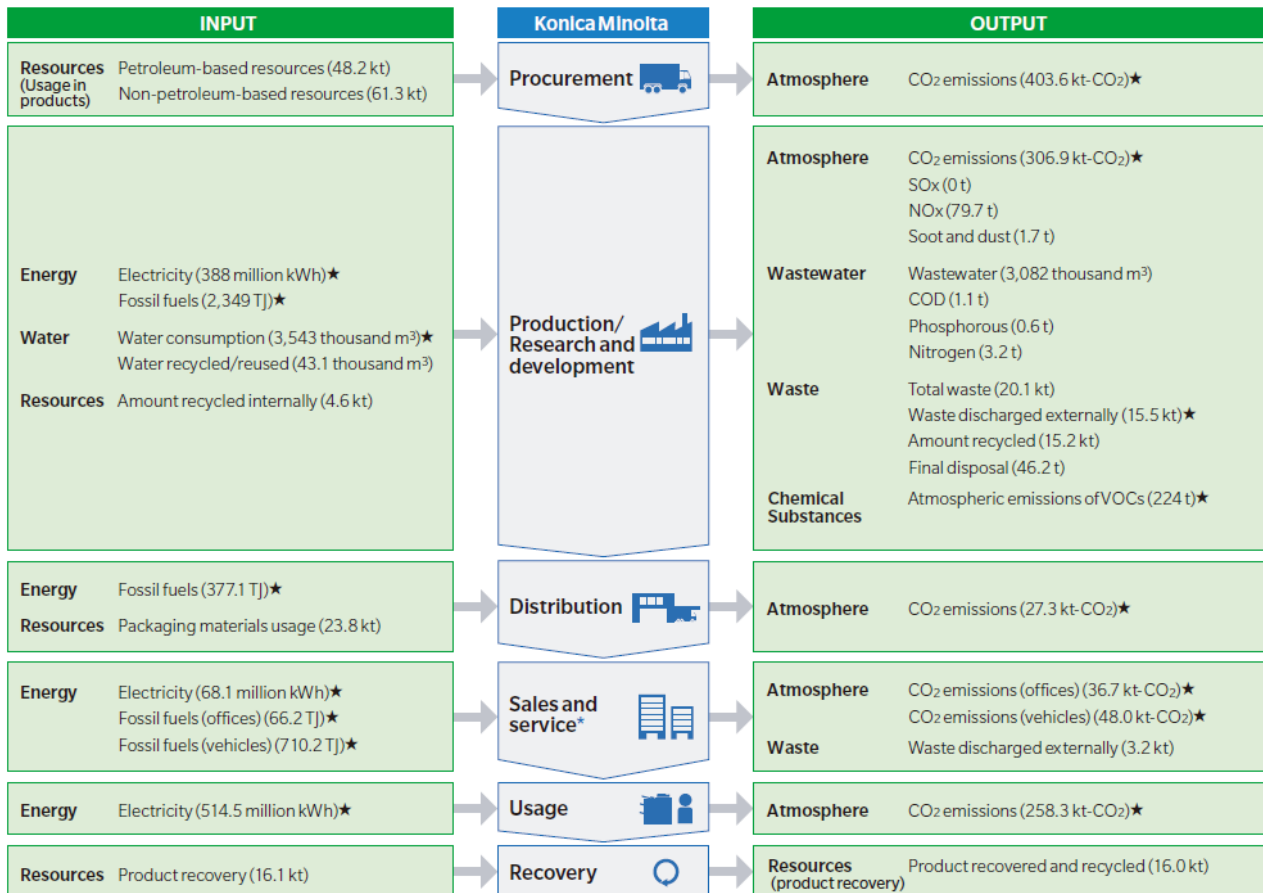 INPUT
Konica Minolta
OUTPUT
Resources Petroleum-based resources (48.2 kt)
(Usage in products) Non-petroleum-based resources (61.3 kt)
Procurement
Atmosphere CO2 emissions (403.6 kt-CO2)★
Energy Electricity (388 million kWh)★
Fossil fuels (2,349 TJ)★
Water Water consumption (3,543 thousand m³)★
Water recycled/reused (43.1 thousand m³)
Resources Amount recycled internally (4.6 kt)
Production/
Research and
development
Atmosphere CO2 emissions (306.9 kt-CO2)★
SOx (0 t)
NOx (79.7 t)
Soot and dust (1.7 t)
Wastewater Wastewater (3,082 thousand m³)
COD (1.1 t)
Phosphorous (0.6 t)
Nitrogen (3.2 t)
Waste Total waste (20.1 kt)
Waste discharged externally (15.5 kt)★
Amount recycled (15.2 kt)
Final disposal (46.2 t)
Chemical Atmospheric emissions of VOCs (224 t)★
Substances
Energy Fossil fuels (377.1 TJ)★
Resources Packaging materials usage (23.8 kt)
Distribution
Atmosphere CO2 emissions (27.3 kt-CO2)★
Energy Electricity (68.1 million kWh)★
Fossil fuels (offices) (66.2 TJ)★
Fossil fuels (vehicles) (710.2 TJ)★
Sales and
service*
Atmosphere CO2 emissions (offices) (36.7 kt-CO2)★
CO2 emissions (vehicles) (48.0 kt-CO2)★
Waste Waste discharged externally (3.2 kt)
Energy Electricity (514.5 million kWh)★
Usage
Atmosphere CO2 emissions (258.3 kt-CO2)★
Resources Product recovery (16.1 kt)
Recovery
Resources Product recovered and recycled (16.0 kt)
(product recovery)